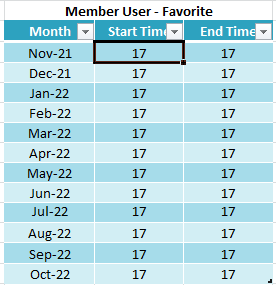 Member User - Favorite
Month Start Time End Time
Nov-21 17 17
Dec-21 17 17
Jan-22 17 17
Feb-22 17 17
Mar-22 17 17
Apr-22 17 17
May-22 17 17
Jun-22 17 17
Jul-22 17 17
Aug-22 17 17
Sep-22 17 17
Oct-22 17 17